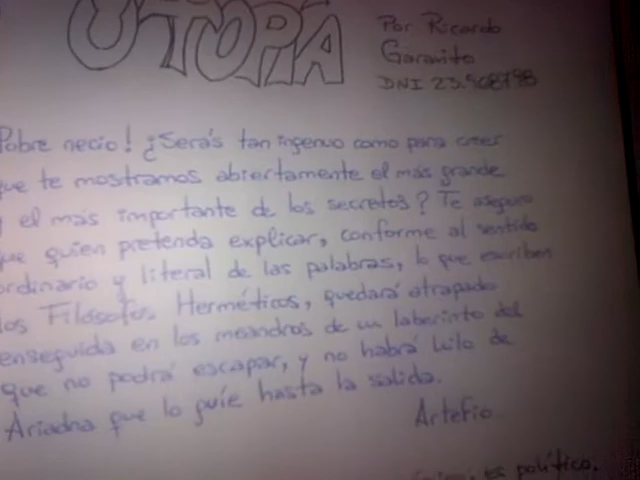 UTOPÍA
Por Ricardo
Garavito
DNI
Pobre necio! ¿Serás tan ingenuo como para creer
que te mostramos abiertamente el más grande
y el más importante de los secretos? Te aseguro
que quien pretenda explicar, conforme al sentido
ordinario y literal de las palabras, lo que escriben
los Filósofos Herméticos, quedará atrapado
enseguida en los meandros de un laberinto del
que no podrá escapar, y no habrá hilo de
Ariadna que lo guíe hasta la salida.
Artefio
es político.